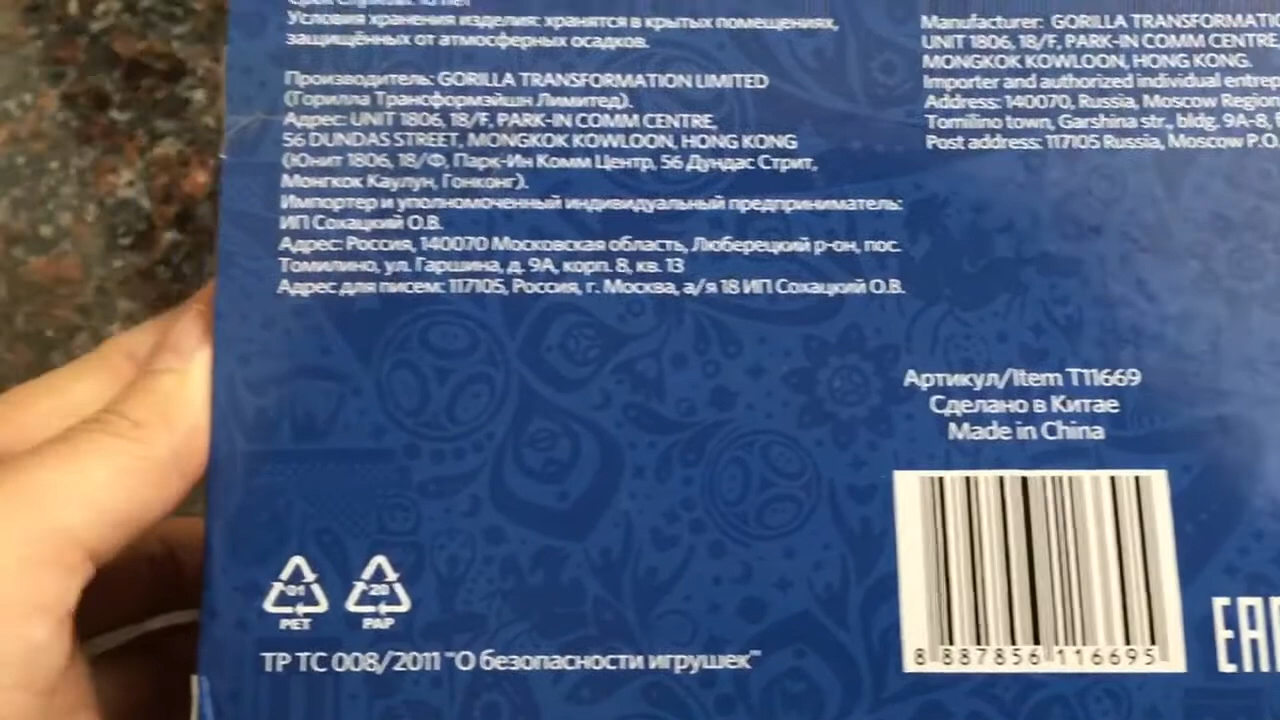 Срок службы: 10 лет
Условия хранения изделия: хранятся в крытых помещениях,
защищённых от атмосферных осадков.
Производитель: GORILLA TRANSFORMATION LIMITED
(Горилла Трансформэйшн Лимитед).
Адрес: UNIT 1806, 18/F, PARK-IN COMM CENTRE,
56 DUNDAS STREET, MONGKOK KOWLOON, HONG KONG
(Юнит 1806, 18/Ф, Парк-Ин Комм Центр, 56 Дундас Стрит,
Монгкок Каулун, Гонконг).
Импортер и уполномоченный индивидуальный предприниматель:
ИП Сохацкий О.В.
Адрес: Россия, 140070 Московская область, Люберецкий р-он, пос.
Томилино, ул. Гаршина, д. 9А, корп. 8, кв. 13
Адрес для писем: 117105, Россия, г. Москва, а/я 18 ИП Сохацкий О.В.
Manufacturer: GORILLA TRANSFORMATIO
UNIT 1806, 18/F, PARK-IN COMM CENTRE
MONGKOK KOWLOON, HONG KONG.
Importer and authorized individual entrep
Address: 140070, Russia, Moscow Region
Tomilino town, Garshina str., bldg. 9A-8,
Post address: 117105 Russia, Moscow P.O.
Артикул/Item T11669
Сделано в Китае
Made in China
8 887856 116695
EAC
01 20
PET PAP
ТР ТС 008/2011 "О безопасности игрушек"